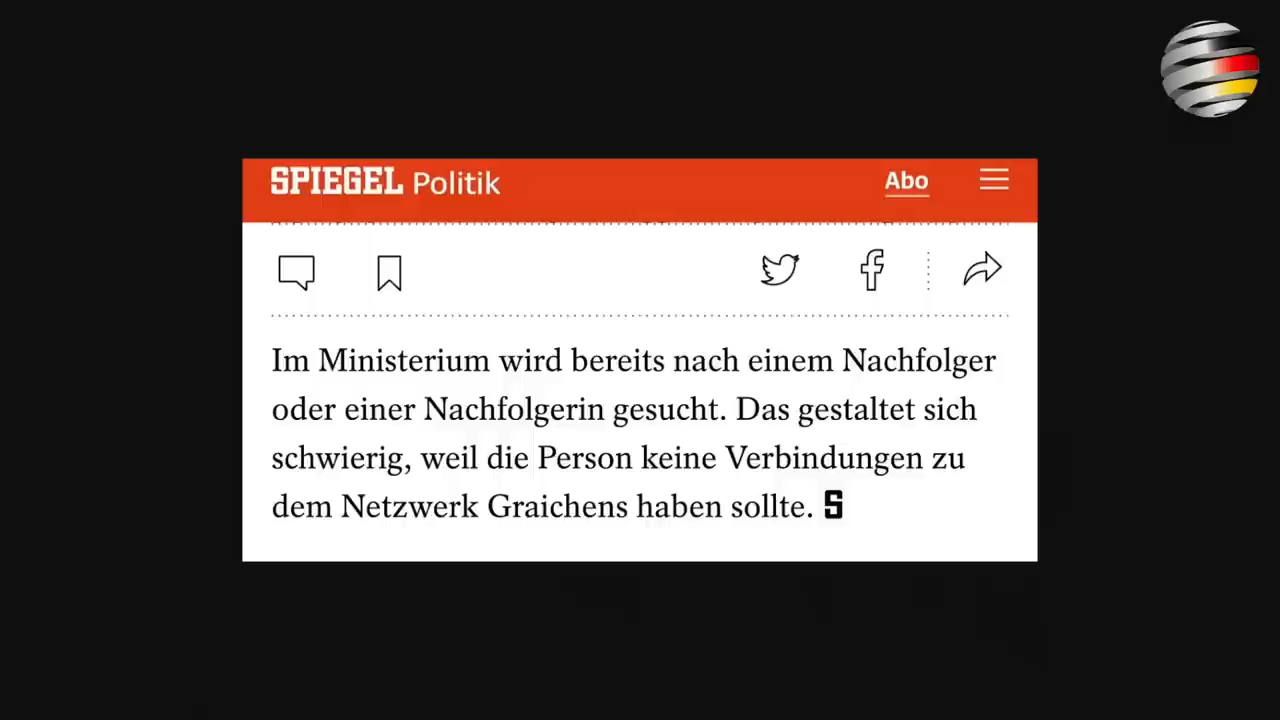 SPIEGEL Politik Abo
Im Ministerium wird bereits nach einem Nachfolger
oder einer Nachfolgerin gesucht. Das gestaltet sich
schwierig, weil die Person keine Verbindungen zu
dem Netzwerk Graichens haben sollte. S